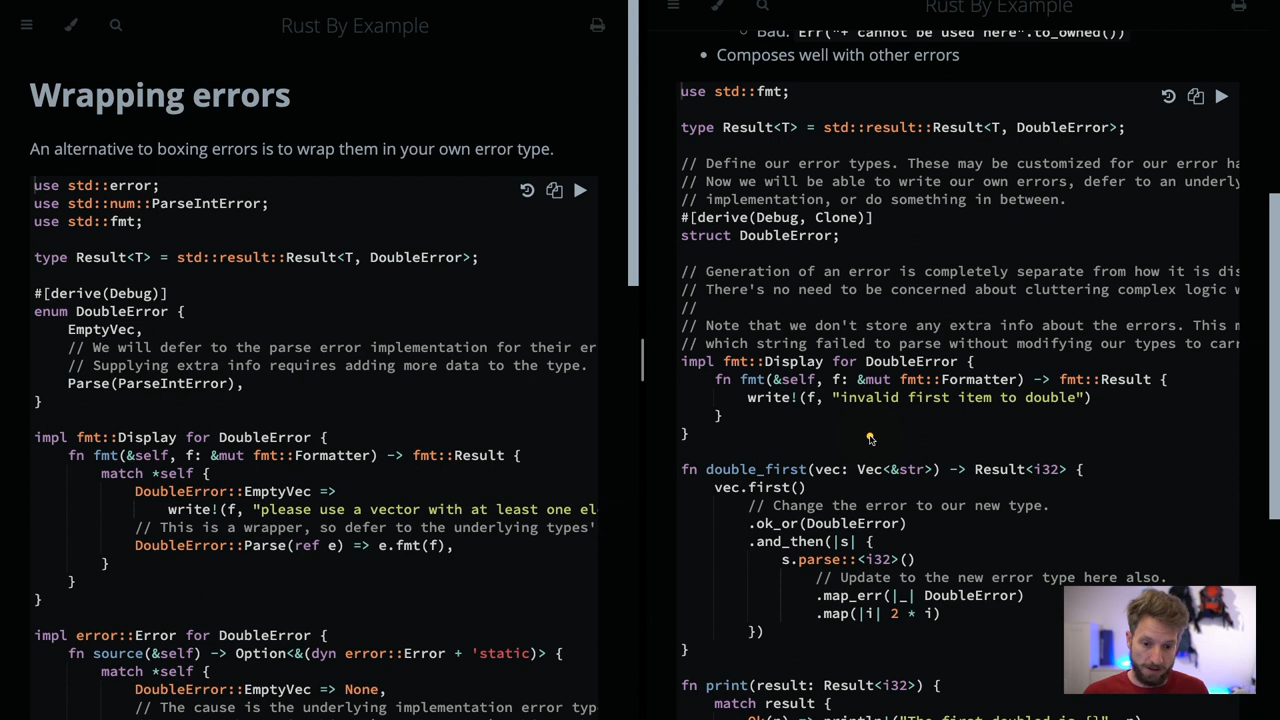 Rust By Example
Wrapping errors
An alternative to boxing errors is to wrap them in your own error type.
use std::error;
use std::num::ParseIntError;
use std::fmt;
type Result<T> = std::result::Result<T, DoubleError>;
#[derive(Debug)]
enum DoubleError {
    EmptyVec,
    // We will defer to the parse error implementation for their er
    // Supplying extra info requires adding more data to the type.
    Parse(ParseIntError),
}
impl fmt::Display for DoubleError {
    fn fmt(&self, f: &mut fmt::Formatter) -> fmt::Result {
        match *self {
            DoubleError::EmptyVec =>
                write!(f, "please use a vector with at least one el
            // This is a wrapper, so defer to the underlying types'
            DoubleError::Parse(ref e) => e.fmt(f),
        }
    }
}
impl error::Error for DoubleError {
    fn source(&self) -> Option<&(dyn error::Error + 'static)> {
        match *self {
            DoubleError::EmptyVec => None,
            // The cause is the underlying implementation error typ
Rust By Example
Bad: Err("+ cannot be used here".to_owned())
Composes well with other errors
use std::fmt;
type Result<T> = std::result::Result<T, DoubleError>;
// Define our error types. These may be customized for our error ha
// Now we will be able to write our own errors, defer to an underly
// implementation, or do something in between.
#[derive(Debug, Clone)]
struct DoubleError;
// Generation of an error is completely separate from how it is dis
// There's no need to be concerned about cluttering complex logic w
//
// Note that we don't store any extra info about the errors. This m
// which string failed to parse without modifying our types to carr
impl fmt::Display for DoubleError {
    fn fmt(&self, f: &mut fmt::Formatter) -> fmt::Result {
        write!(f, "invalid first item to double")
    }
}
fn double_first(vec: Vec<&str>) -> Result<i32> {
    vec.first()
        // Change the error to our new type.
        .ok_or(DoubleError)
        .and_then(|s| {
            s.parse::<i32>()
                // Update to the new error type here also.
                .map_err(|_| DoubleError)
                .map(|i| 2 * i)
        })
}
fn print(result: Result<i32>) {
    match result {
        Ok(n) => println!("The first doubled is {}", n),